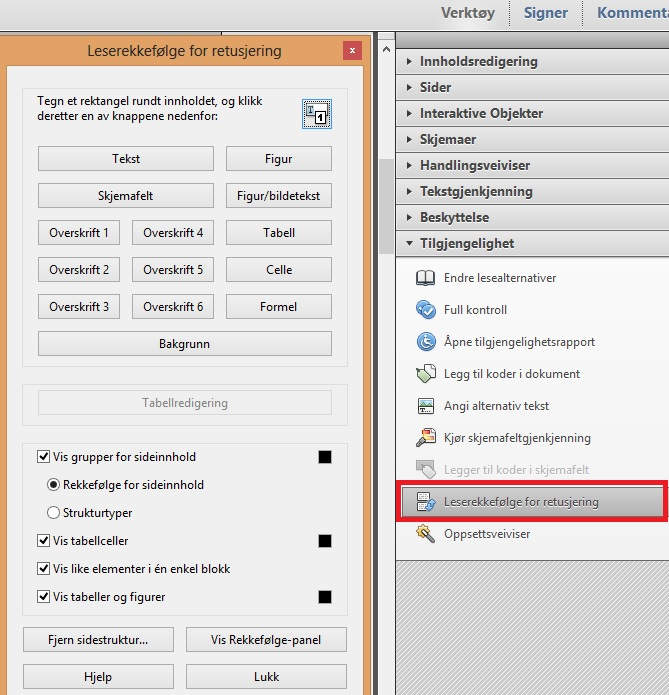 Verktøy
Signer
Leserekkefølge for retusjering
x
Tegn et rektangel rundt innholdet, og klikk
deretter en av knappene nedenfor:
Tekst
Figur
Skjemafelt
Figur/bildetekst
Overskrift 1
Overskrift 4
Tabell
Overskrift 2
Overskrift 5
Celle
Overskrift 3
Overskrift 6
Formel
Bakgrunn
Tabellredigering
Vis grupper for sideinnhold
Rekkefølge for sideinnhold
Strukturtyper
Vis tabellceller
Vis like elementer i én enkel blokk
Vis tabeller og figurer
Fjern sidestruktur...
Vis Rekkefølge-panel
Hjelp
Lukk
Innholdsredigering
Sider
Interaktive Objekter
Skjemaer
Handlingsveiviser
Tekstgjenkjenning
Beskyttelse
Tilgjengelighet
Endre lesealternativer
Full kontroll
Åpne tilgjengelighetsrapport
Legg til koder i dokument
Angi alternativ tekst
Kjør skjemafeltgjenkjenning
Legger til koder i skjemafelt
Leserekkefølge for retusjering
Oppsettsveiviser